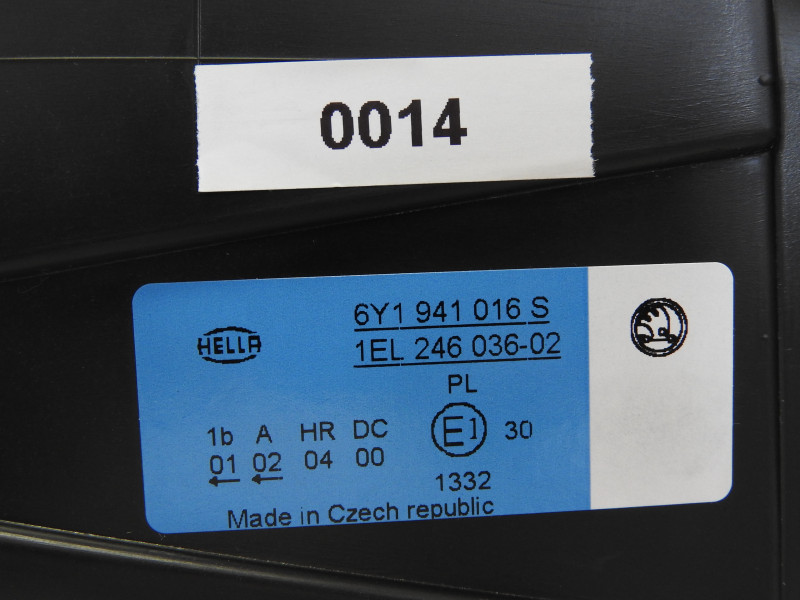 0014
6Y1 941 016 S
HELLA
1EL 246 036-02
PL
1b A HR DC
01 02 04 00
E1 30
1332
Made in Czech republic